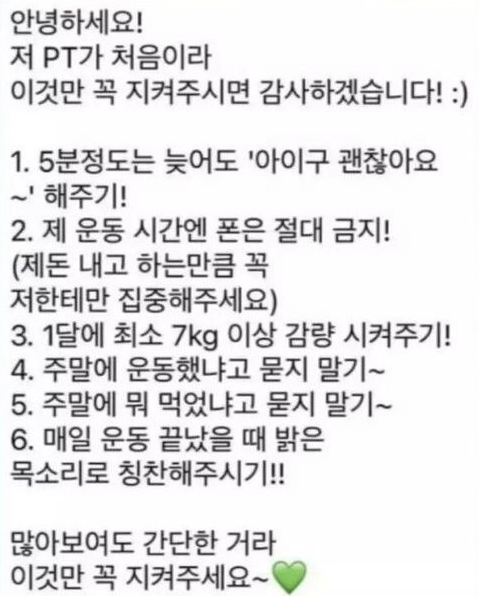 안녕하세요!
저 PT가 처음이라
이것만 꼭 지켜주시면 감사하겠습니다! :)
1. 5분정도는 늦어도 '아이구 괜찮아요
~' 해주기!
2. 제 운동 시간엔 폰은 절대 금지!
(제돈 내고 하는만큼 꼭
저한테만 집중해주세요)
3. 1달에 최소 7kg 이상 감량 시켜주기!
4. 주말에 운동했냐고 묻지 말기~
5. 주말에 뭐 먹었냐고 묻지 말기~
6. 매일 운동 끝났을 때 밝은
목소리로 칭찬해주시기!!
많아보여도 간단한 거라
이것만 꼭 지켜주세요~💚